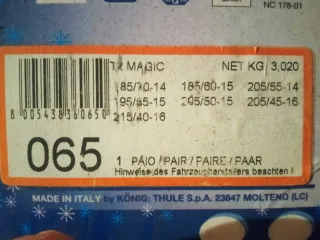 NC 178-01
T2 MAGIC NET KG 3,020
185/70-14 185/60-15 205/55-14
195/65-15 205/50-15 205/45-16
215/40-16
8 005438 360650
065
1 PAIO/PAIR/PAIRE/PAAR
Hinweise des Fahrzeugherstellers beachten!
MADE IN ITALY by KÖNIG: THULE S.p.A. 23847 MOLTENO (LC)